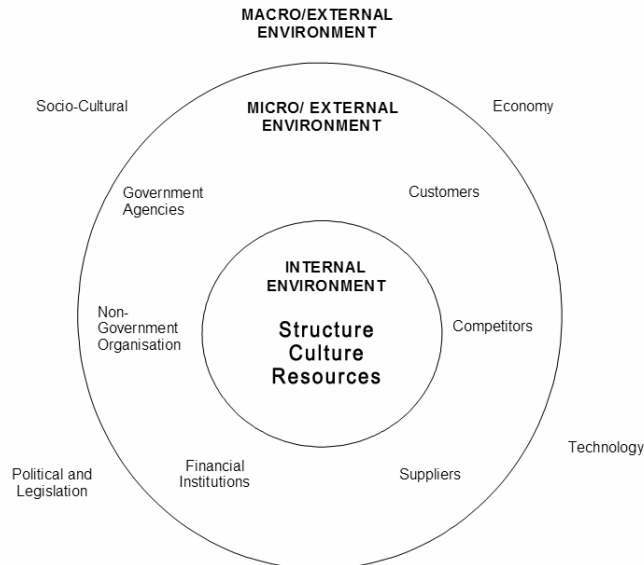 MACRO/EXTERNAL
ENVIRONMENT
Socio-Cultural
MICRO/ EXTERNAL
ENVIRONMENT
Economy
Government
Agencies
Customers
INTERNAL
ENVIRONMENT
Structure
Culture
Resources
Non-
Government
Organisation
Competitors
Financial
Institutions
Suppliers
Technology
Political and
Legislation